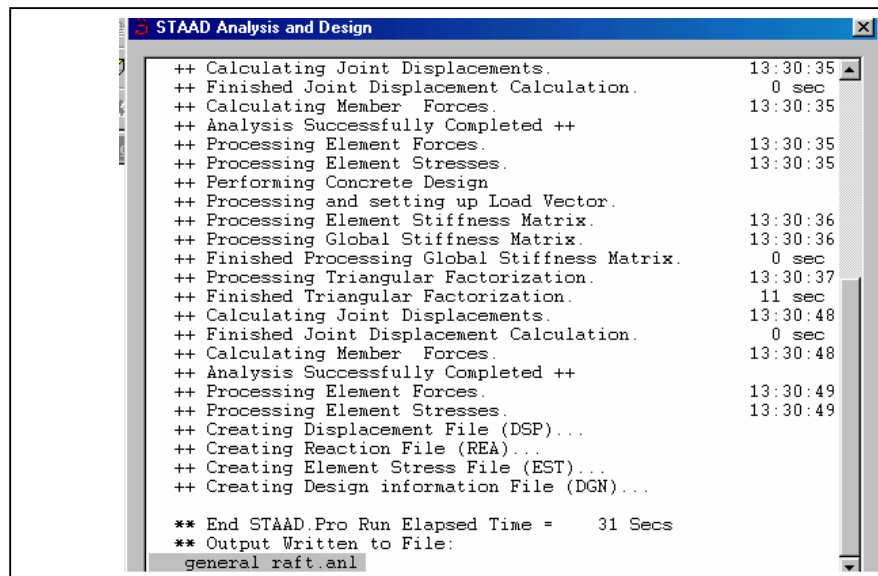 STAAD Analysis and Design
++ Calculating Joint Displacements. 13:30:35
++ Finished Joint Displacement Calculation. 0 sec
++ Calculating Member Forces. 13:30:35
++ Analysis Successfully Completed ++
++ Processing Element Forces. 13:30:35
++ Processing Element Stresses. 13:30:35
++ Performing Concrete Design
++ Processing and setting up Load Vector.
++ Processing Element Stiffness Matrix. 13:30:36
++ Processing Global Stiffness Matrix. 13:30:36
++ Finished Processing Global Stiffness Matrix. 0 sec
++ Processing Triangular Factorization. 13:30:37
++ Finished Triangular Factorization. 11 sec
++ Calculating Joint Displacements. 13:30:48
++ Finished Joint Displacement Calculation. 0 sec
++ Calculating Member Forces. 13:30:48
++ Analysis Successfully Completed ++
++ Processing Element Forces. 13:30:49
++ Processing Element Stresses. 13:30:49
++ Creating Displacement File (DSP)...
++ Creating Reaction File (REA)...
++ Creating Element Stress File (EST)...
++ Creating Design information File (DGN)...
** End STAAD.Pro Run Elapsed Time = 31 Secs
** Output Written to File:
general raft.anl